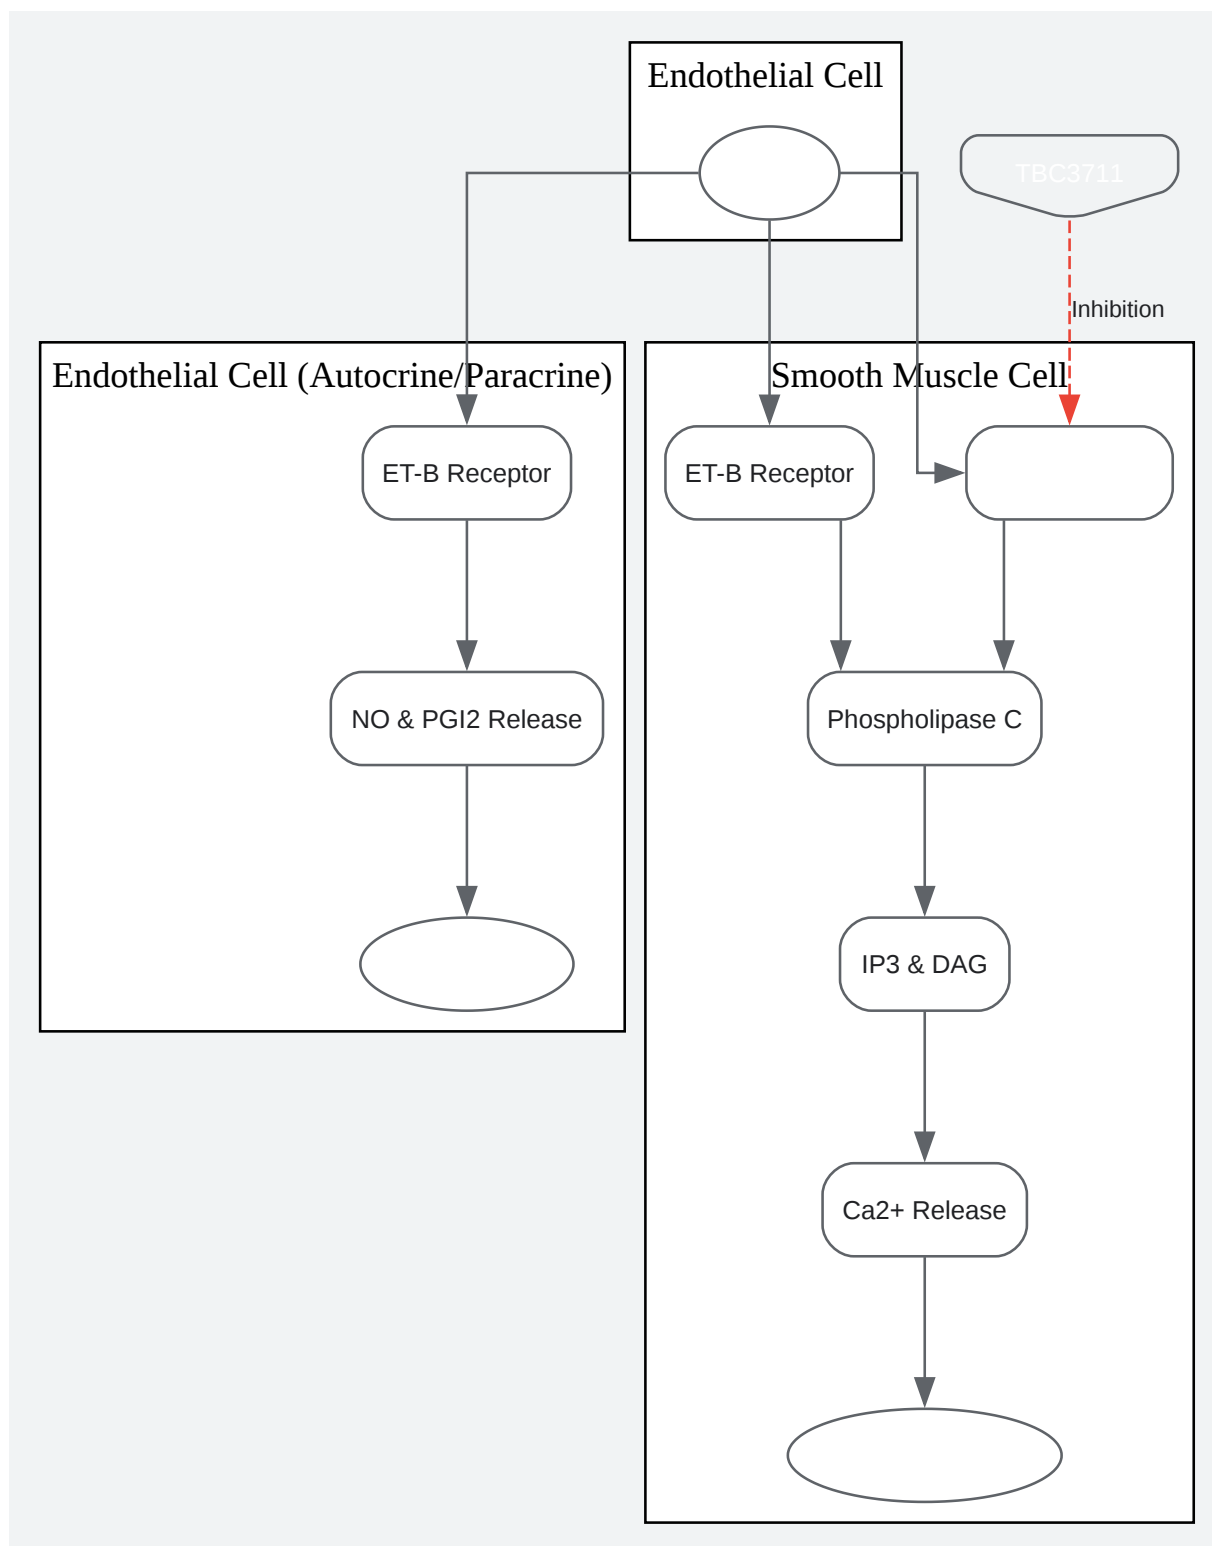 Endothelial Cell
TBC3711
Inhibition
Endothelial Cell (Autocrine/Paracrine)
Smooth Muscle Cell
ET-B Receptor
ET-B Receptor
NO & PGI2 Release
Phospholipase C
IP3 & DAG
Ca2+ Release